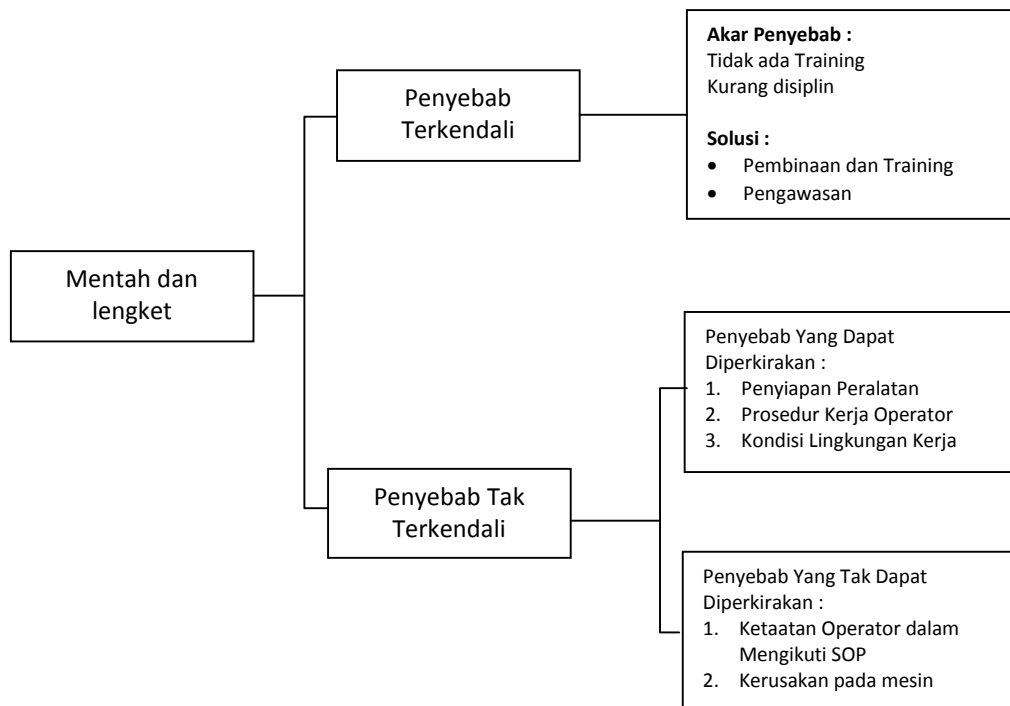 Mentah dan
lengket
Penyebab
Terkendali
Akar Penyebab :
Tidak ada Training
Kurang disiplin
Solusi :
• Pembinaan dan Training
• Pengawasan
Penyebab Tak
Terkendali
Penyebab Yang Dapat
Diperkirakan :
1. Penyiapan Peralatan
2. Prosedur Kerja Operator
3. Kondisi Lingkungan Kerja
Penyebab Yang Tak Dapat
Diperkirakan :
1. Ketaatan Operator dalam
Mengikuti SOP
2. Kerusakan pada mesin